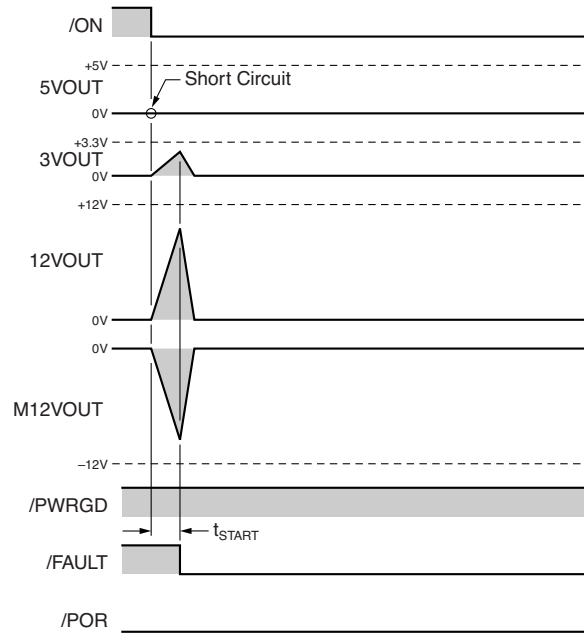 /ON
+5V
5VOUT
Short Circuit
0V
+3.3V
3VOUT
0V
+12V
12VOUT
0V
0V
M12VOUT
–12V
/PWRGD
tSTART
/FAULT
/POR